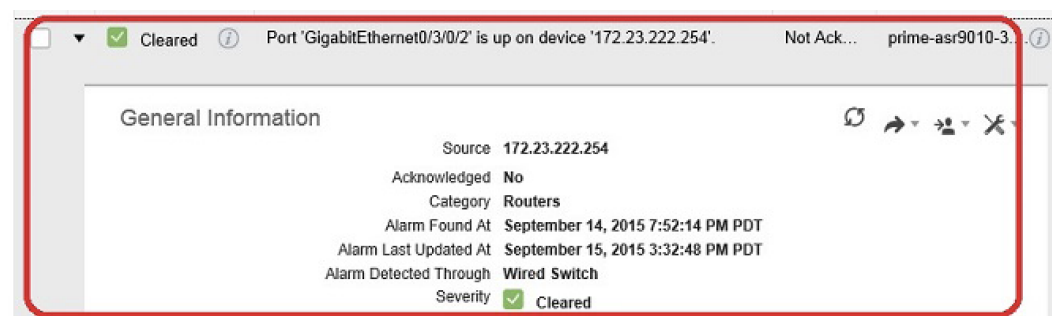 Cleared Port 'GigabitEthernet0/3/0/2' is up on device '172.23.222.254'. Not Ack... prime-asr9010-3...
General Information
Source 172.23.222.254
Acknowledged No
Category Routers
Alarm Found At September 14, 2015 7:52:14 PM PDT
Alarm Last Updated At September 15, 2015 3:32:48 PM PDT
Alarm Detected Through Wired Switch
Severity Cleared